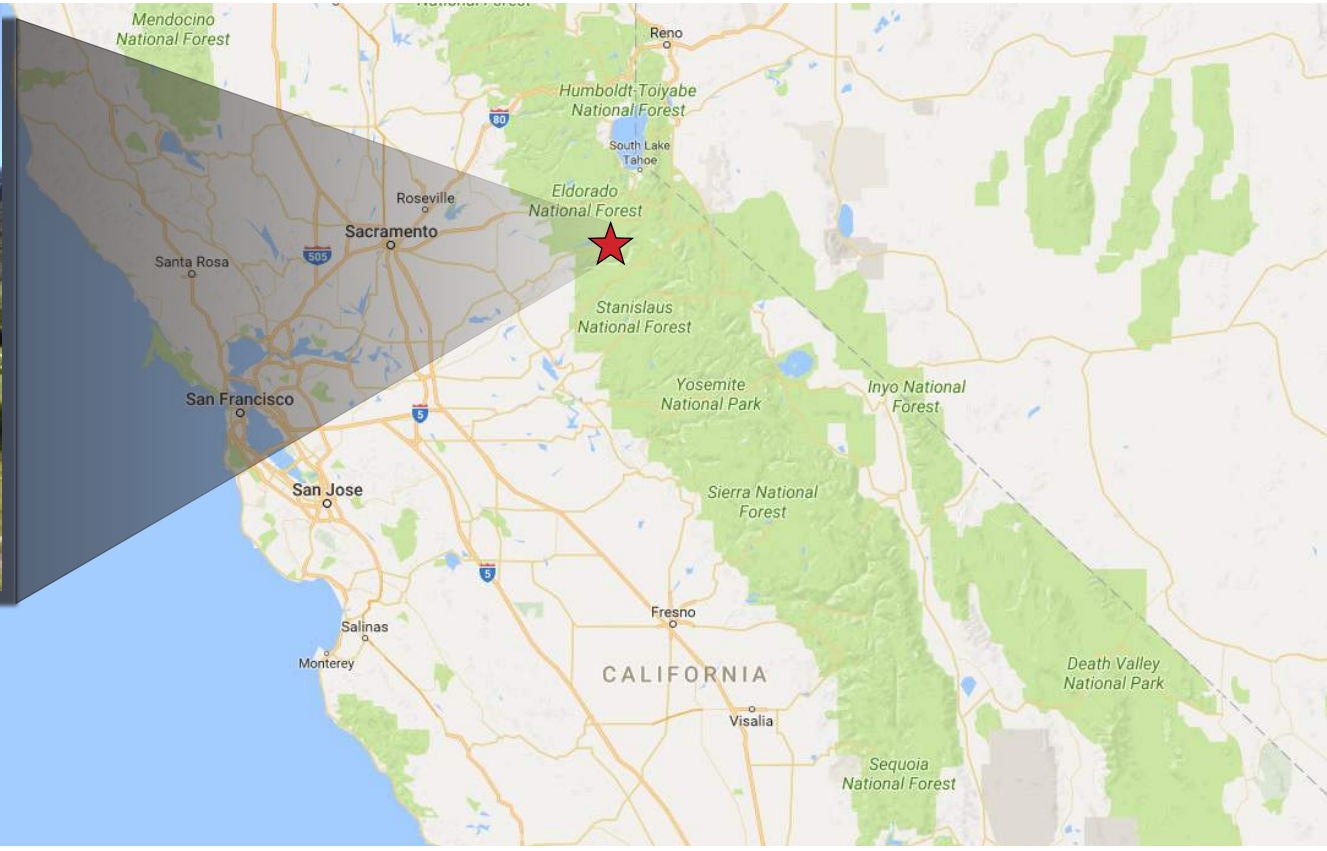 National Forest
Mendocino
National Forest
Reno
Humboldt-Toiyabe
National Forest
80
South Lake
Tahoe
Eldorado
National Forest
Roseville
Sacramento
505
Santa Rosa
Stanislaus
National Forest
Yosemite
National Park
Inyo National
Forest
San Francisco
5
San Jose
Sierra National
Forest
5
Fresno
Salinas
Monterey
CALIFORNIA
Death Valley
National Park
Visalia
Sequoia
National Forest